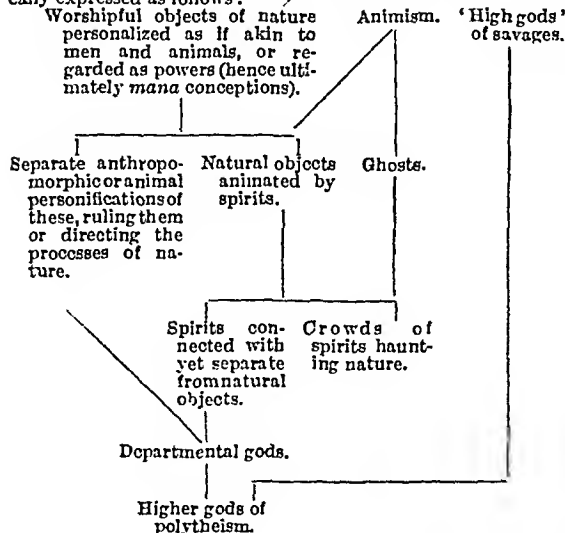 cally expressed as follows:
Worshipful objects of nature
personalized as if akin to
men and animals, or re-
garded as powers (hence ulti-
mately mana conceptions).
Animism.
'High gods'
of savages.
Separate anthropo-
morphic or animal
personifications of
these, ruling them
or directing the
processes of na-
ture.
Natural objects
animated by
spirits.
Ghosts.
Spirits con-
nected with
yet separate
from natural
objects.
Crowds of
spirits haunt-
ing nature.
Departmental gods.
Higher gods of
polytheism.